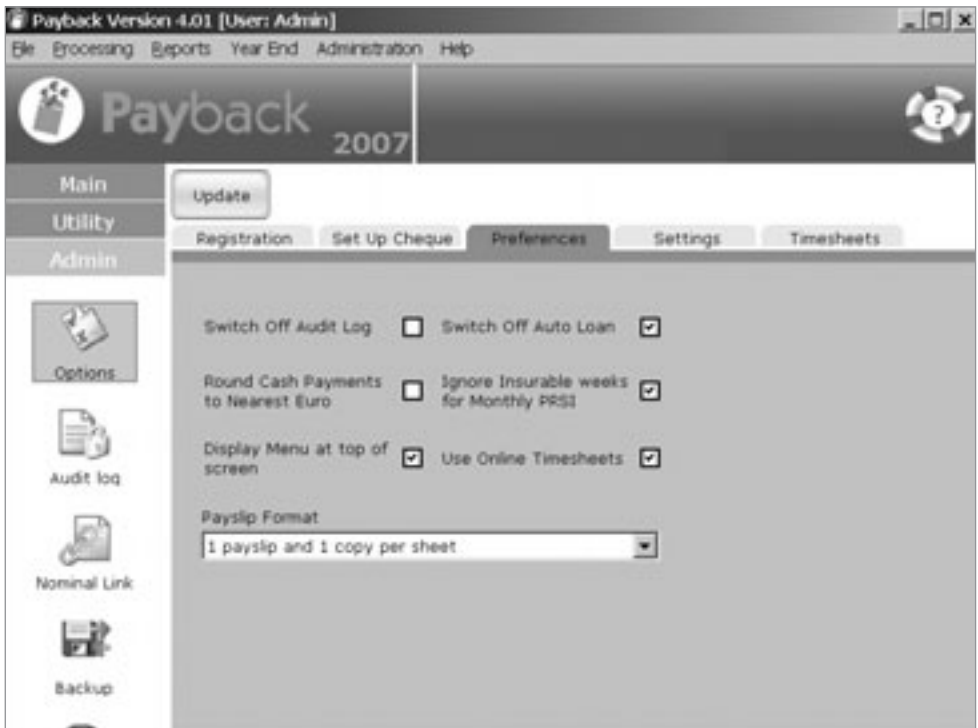 Payback Version 4.01 [User: Admin]
File Processing Reports Year End Administration Help
Payback 2007
Main
Utility
Admin
Update
Registration Set Up Cheque Preferences Settings Timesheets
Switch Off Audit Log Switch Off Auto Loan
Round Cash Payments
to Nearest Euro
Ignore Insurable weeks
for Monthly PRSI
Display Menu at top of
screen
Use Online Timesheets
Payslip Format
1 payslip and 1 copy per sheet
Options
Audit log
Nominal Link
Backup